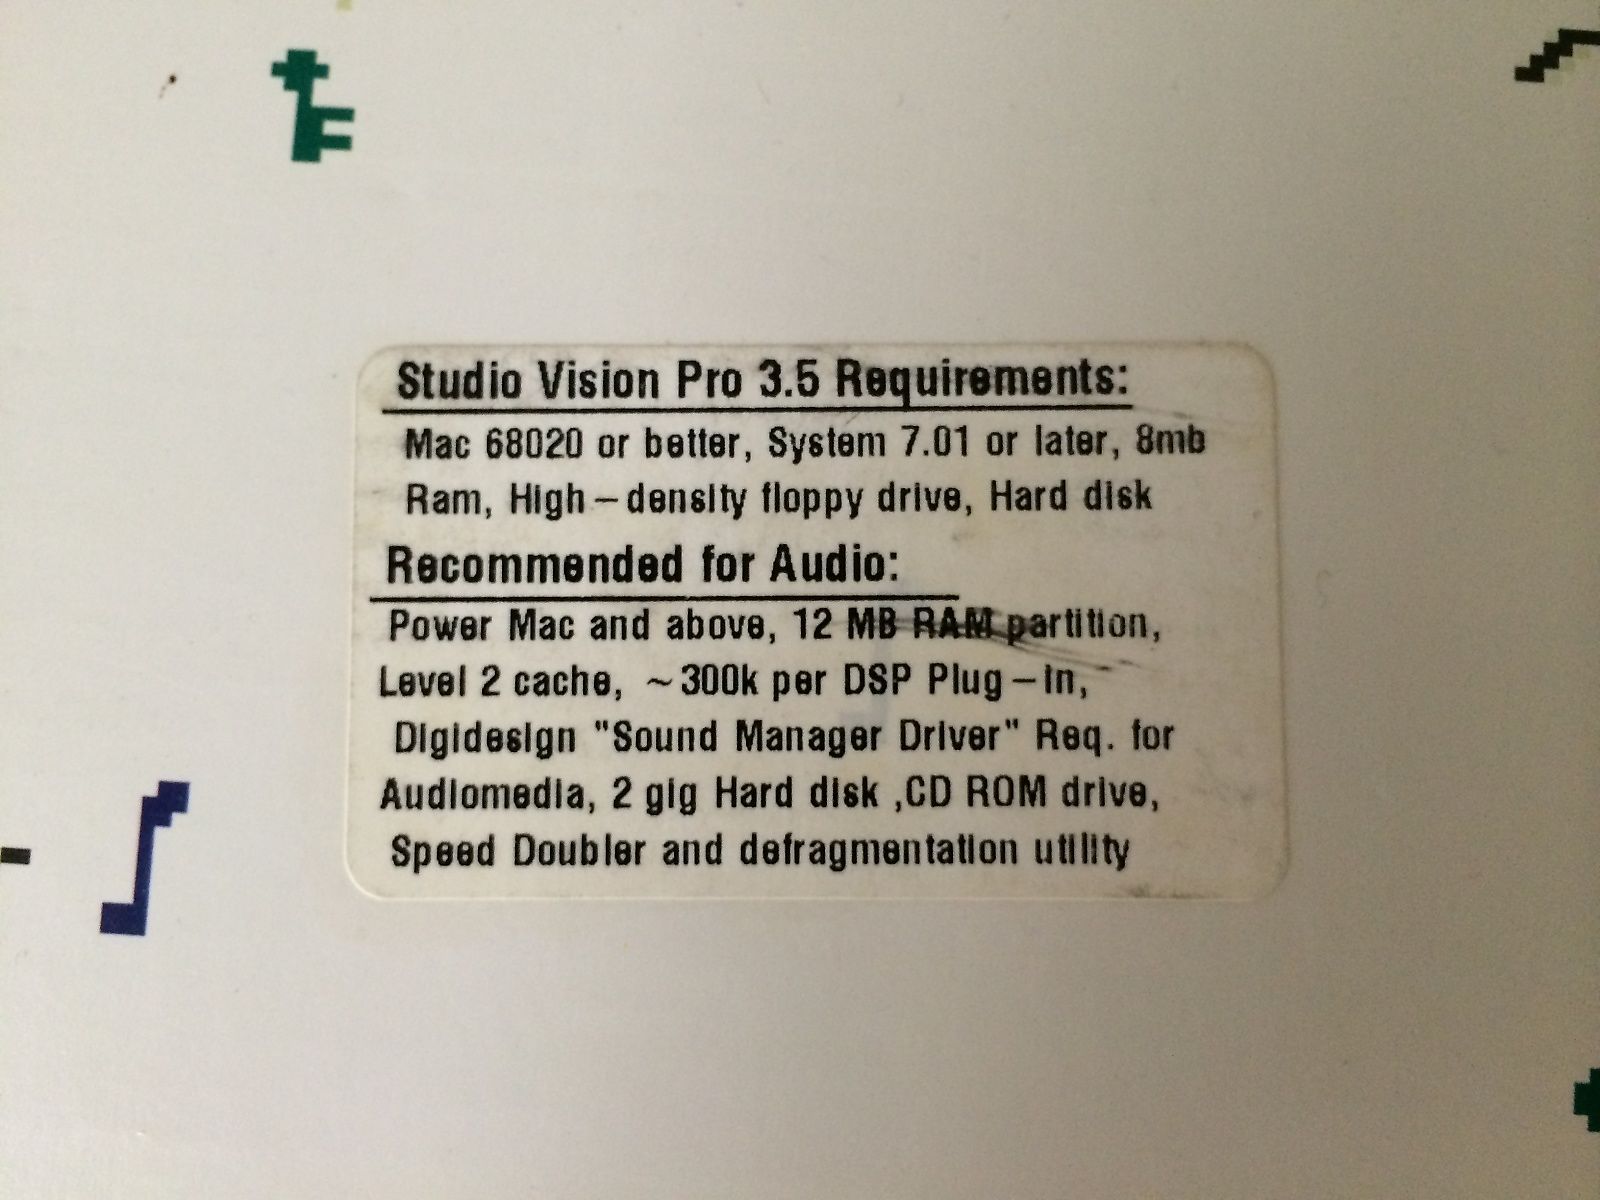 Studio Vision Pro 3.5 Requirements:
Mac 68020 or better, System 7.01 or later, 8mb
Ram, High-density floppy drive, Hard disk
Recommended for Audio:
Power Mac and above, 12 MB RAM partition,
Level 2 cache, ~300k per DSP Plug-in,
Digidesign "Sound Manager Driver" Req. for
Audiomedia, 2 gig Hard disk ,CD ROM drive,
Speed Doubler and defragmentation utility